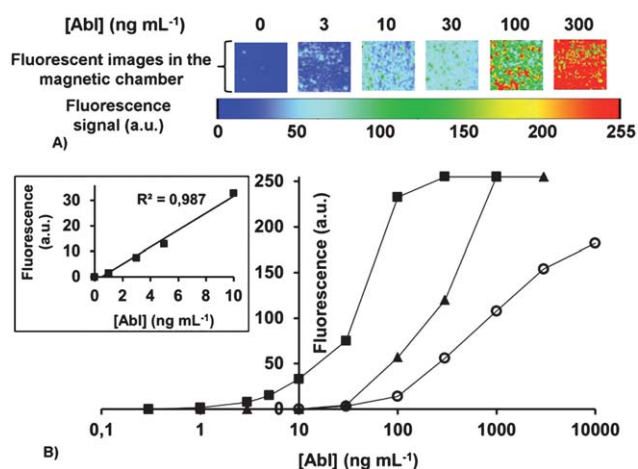 [AbI] (ng mL⁻¹) 0 3 10 30 100 300
Fluorescent images in the
magnetic chamber
Fluorescence
signal (a.u.)
0 50 100 150 200 255
A)
Fluorescence
(a.u.)
30
20
10
0
R² = 0,987
0 2 4 6 8 10
[AbI] (ng mL⁻¹)
Fluorescence (a.u.)
250
200
150
100
50
0
0,1 1 10 100 1000 10000
[AbI] (ng mL⁻¹)
B)